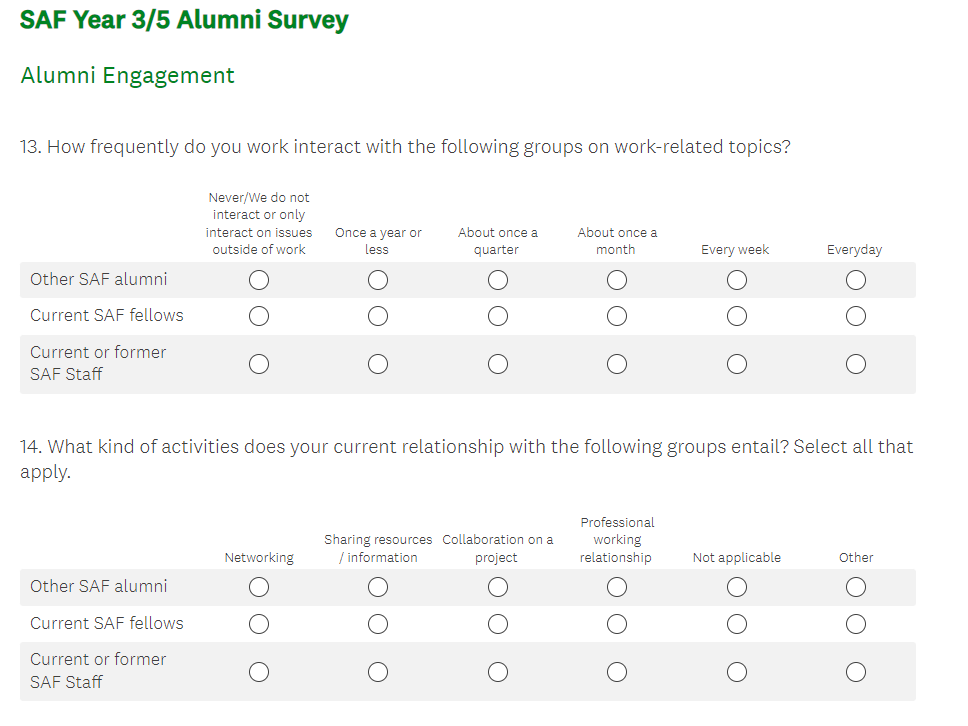 SAF Year 3/5 Alumni Survey
Alumni Engagement
13. How frequently do you work interact with the following groups on work-related topics?
Never/We do not
interact or only
interact on issues
outside of work
Once a year or
less
About once a
quarter
About once a
month
Every week
Everyday
Other SAF alumni
Current SAF fellows
Current or former
SAF Staff
14. What kind of activities does your current relationship with the following groups entail? Select all that
apply.
Networking
Sharing resources
/ information
Collaboration on a
project
Professional
working
relationship
Not applicable
Other
Other SAF alumni
Current SAF fellows
Current or former
SAF Staff